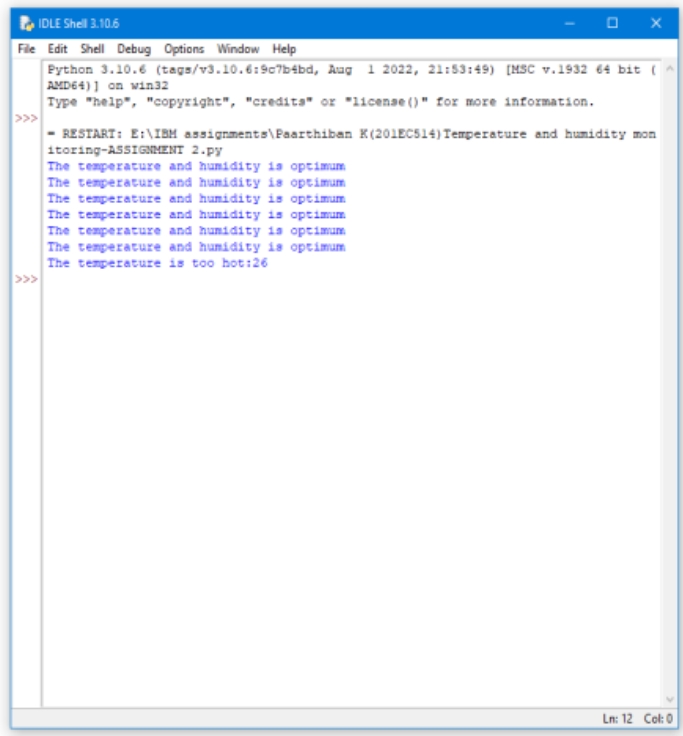 IDLE Shell 3.10.6
File Edit Shell Debug Options Window Help
Python 3.10.6 (tags/v3.10.6:9c7b4bd, Aug  1 2022, 21:53:49) [MSC v.1932 64 bit (
AMD64)] on win32
Type "help", "copyright", "credits" or "license()" for more information.
>>>
= RESTART: E:\IBM assignments\Paarthiban K(201EC514)Temperature and humidity mon
itoring-ASSIGNMENT 2.py
The temperature and humidity is optimum
The temperature and humidity is optimum
The temperature and humidity is optimum
The temperature and humidity is optimum
The temperature and humidity is optimum
The temperature and humidity is optimum
The temperature is too hot:26
>>>
Ln: 12 Col: 0